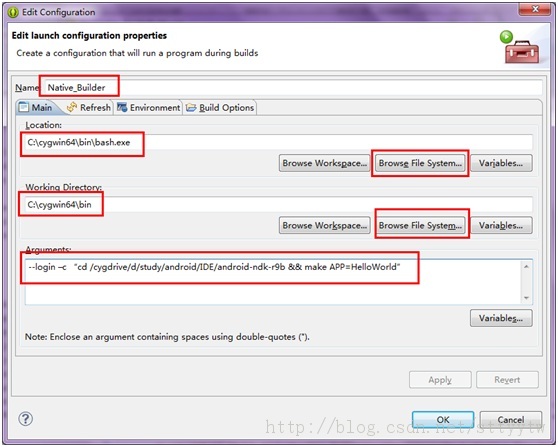 Edit Configuration
Edit launch configuration properties
Create a configuration that will run a program during builds
Name: Native_Builder
Main Refresh Environment Build Options
Location:
C:\cygwin64\bin\bash.exe
Browse Workspace... Browse File System... Variables...
Working Directory:
C:\cygwin64\bin
Browse Workspace... Browse File System... Variables...
Arguments:
--login –c “cd /cygdrive/d/study/android/IDE/android-ndk-r9b && make APP=HelloWorld”
Variables...
Note: Enclose an argument containing spaces using double-quotes (").
Apply Revert
http://blog.csdn.net/sttyytw
OK Cancel